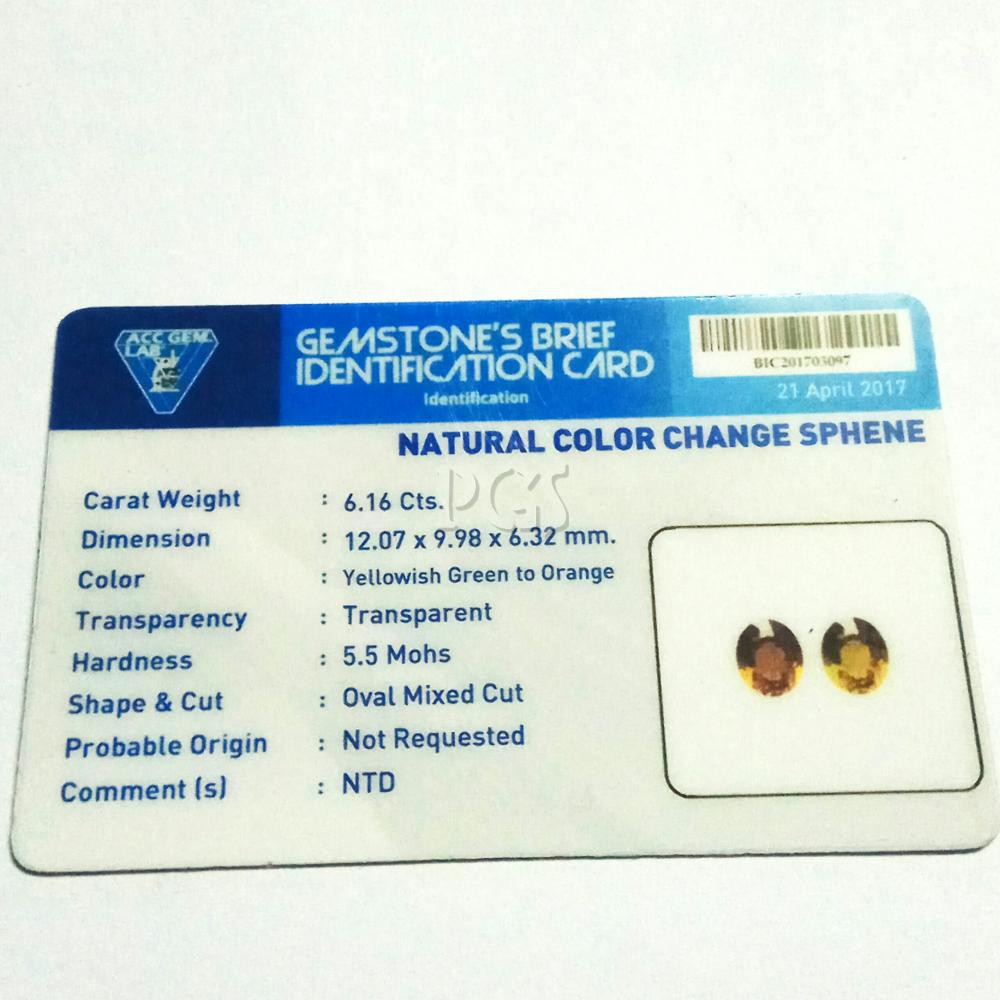 ACC GEM
LAB
GEMSTONE'S BRIEF
IDENTIFICATION CARD
Identification
BIC201703097
21 April 2017
NATURAL COLOR CHANGE SPHENE
PGS
Carat Weight : 6.16 Cts.
Dimension : 12.07 x 9.98 x 6.32 mm.
Color : Yellowish Green to Orange
Transparency : Transparent
Hardness : 5.5 Mohs
Shape & Cut : Oval Mixed Cut
Probable Origin : Not Requested
Comment (s) : NTD